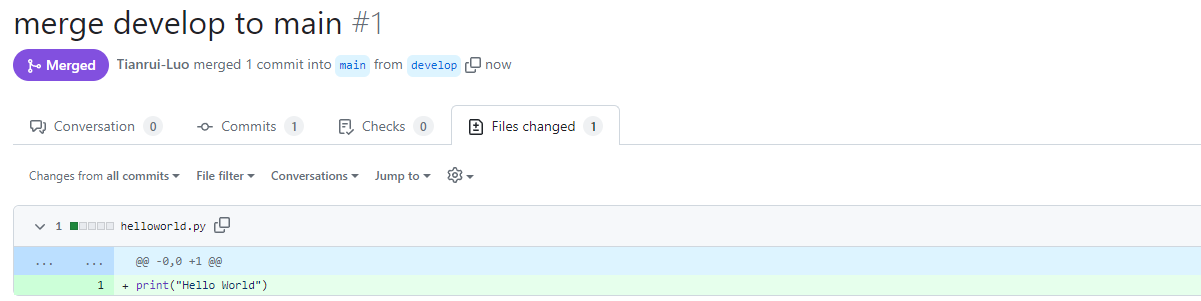 merge develop to main #1
Merged Tianrui-Luo merged 1 commit into main from develop now
Conversation 0 Commits 1 Checks 0 Files changed 1
Changes from all commits File filter Conversations Jump to
1 helloworld.py
... ... @@ -0,0 +1 @@
1 + print("Hello World")